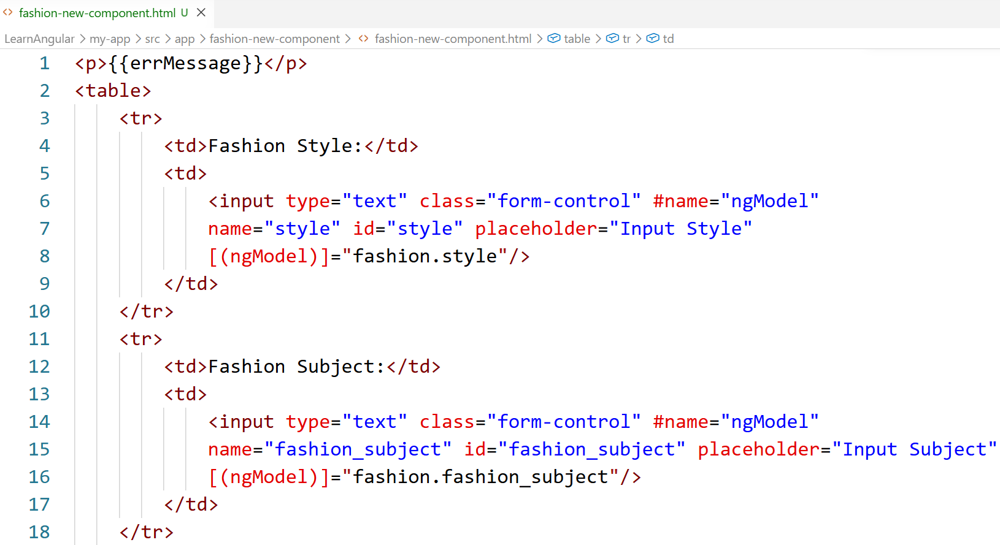 fashion-new-component.html U
LearnAngular > my-app > src > app > fashion-new-component > fashion-new-component.html > table > tr > td
1 <p>{{errMessage}}</p>
2 <table>
3 <tr>
4 <td>Fashion Style:</td>
5 <td>
6 <input type="text" class="form-control" #name="ngModel"
7 name="style" id="style" placeholder="Input Style"
8 [(ngModel)]="fashion.style"/>
9 </td>
10 </tr>
11 <tr>
12 <td>Fashion Subject:</td>
13 <td>
14 <input type="text" class="form-control" #name="ngModel"
15 name="fashion_subject" id="fashion_subject" placeholder="Input Subject"
16 [(ngModel)]="fashion.fashion_subject"/>
17 </td>
18 </tr>